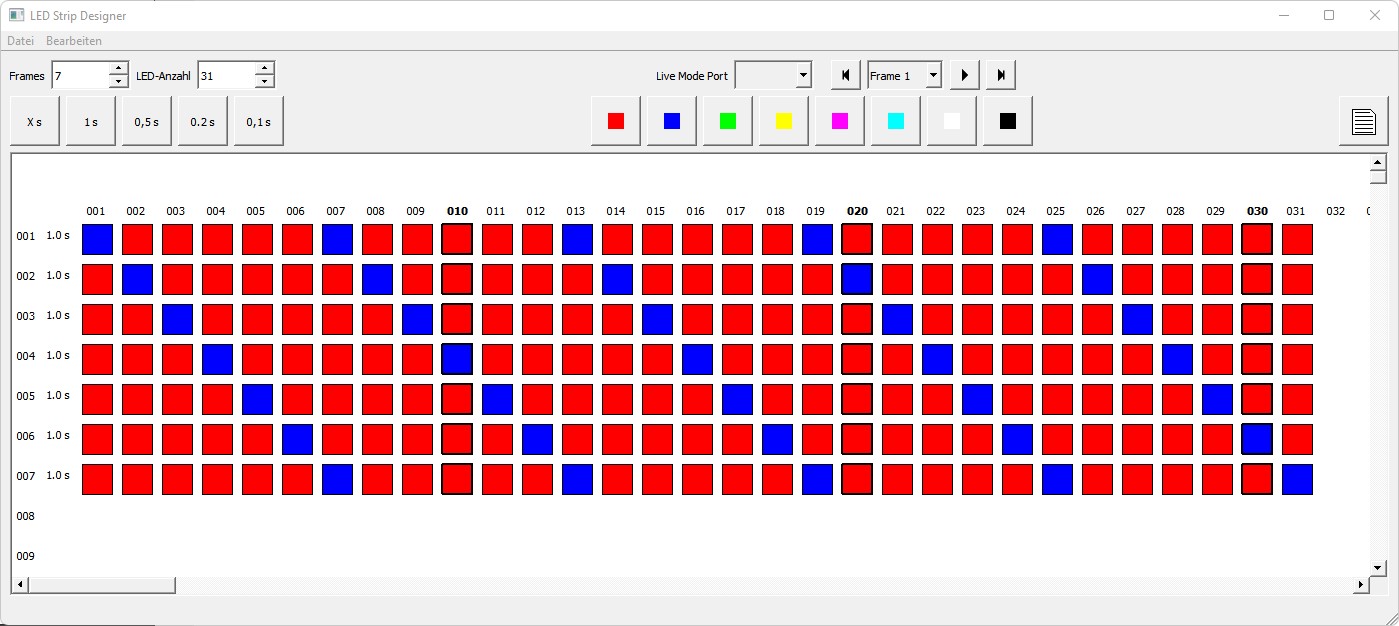 LED Strip Designer
Datei Bearbeiten
Frames 7 LED-Anzahl 31 Live Mode Port Frame 1
X s 1 s 0,5 s 0.2 s 0,1 s
001 002 003 004 005 006 007 008 009 010 011 012 013 014 015 016 017 018 019 020 021 022 023 024 025 026 027 028 029 030 031 032
001 1.0 s
002 1.0 s
003 1.0 s
004 1.0 s
005 1.0 s
006 1.0 s
007 1.0 s
008
009